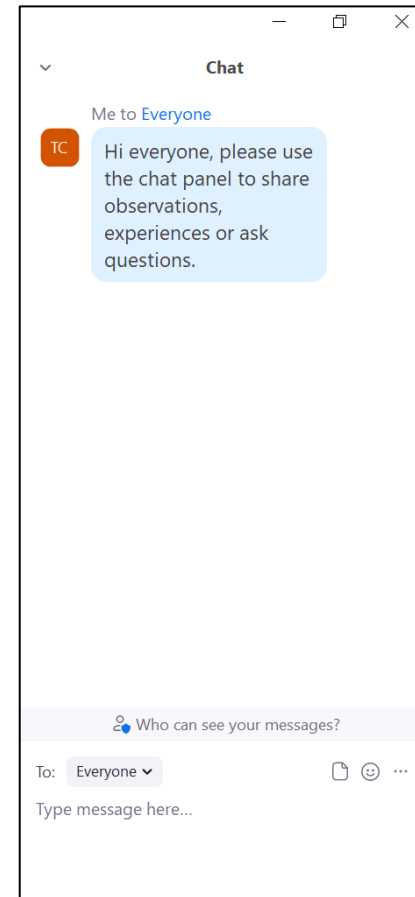 Chat
Me to Everyone
TC
Hi everyone, please use
the chat panel to share
observations,
experiences or ask
questions.
Who can see your messages?
To: Everyone
Type message here...